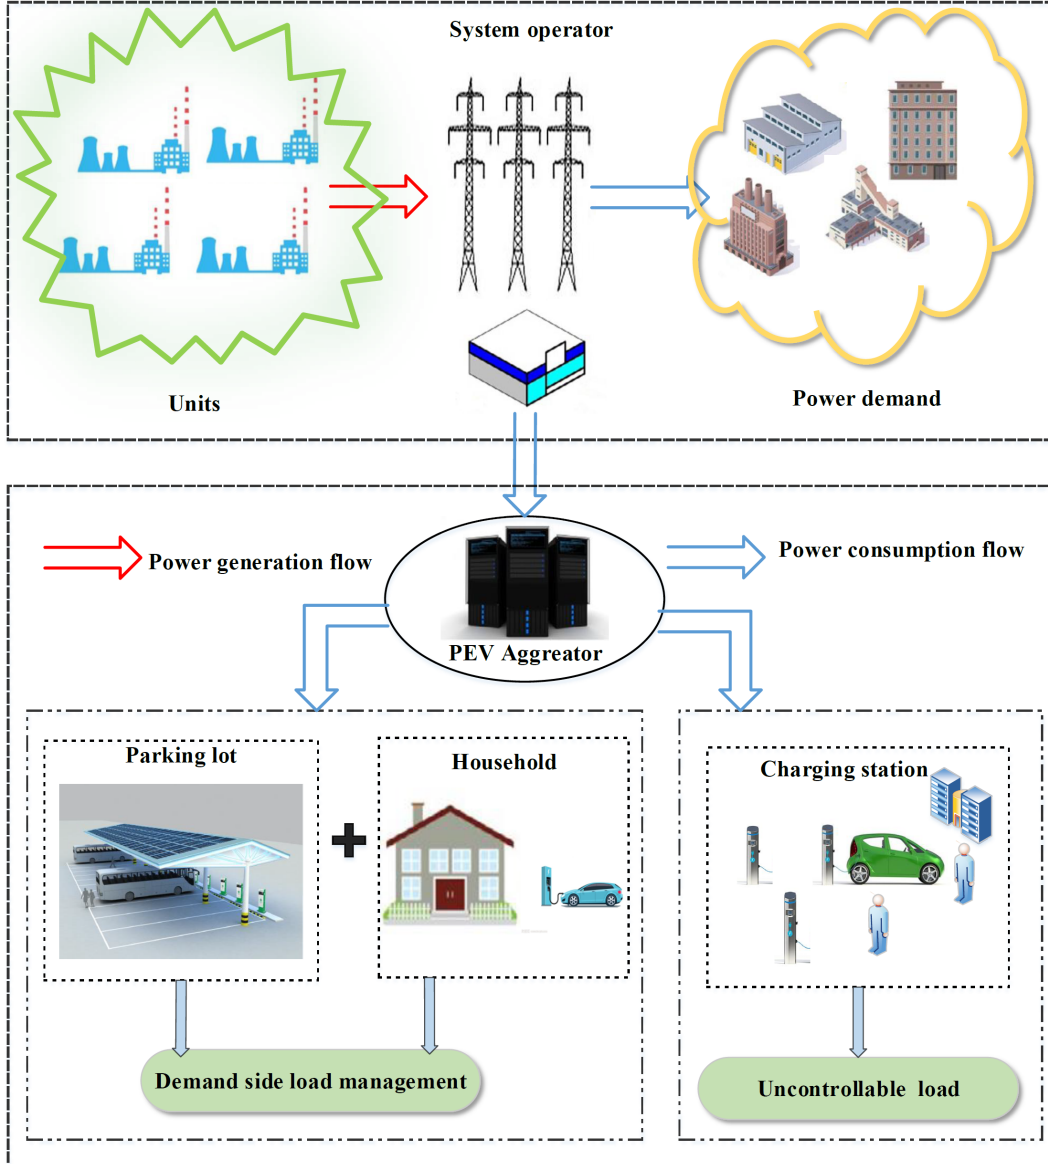 System operator
Units
Power demand
Power generation flow
Power consumption flow
PEV Aggreator
Parking lot
Household
Charging station
Demand side load management
Uncontrollable load